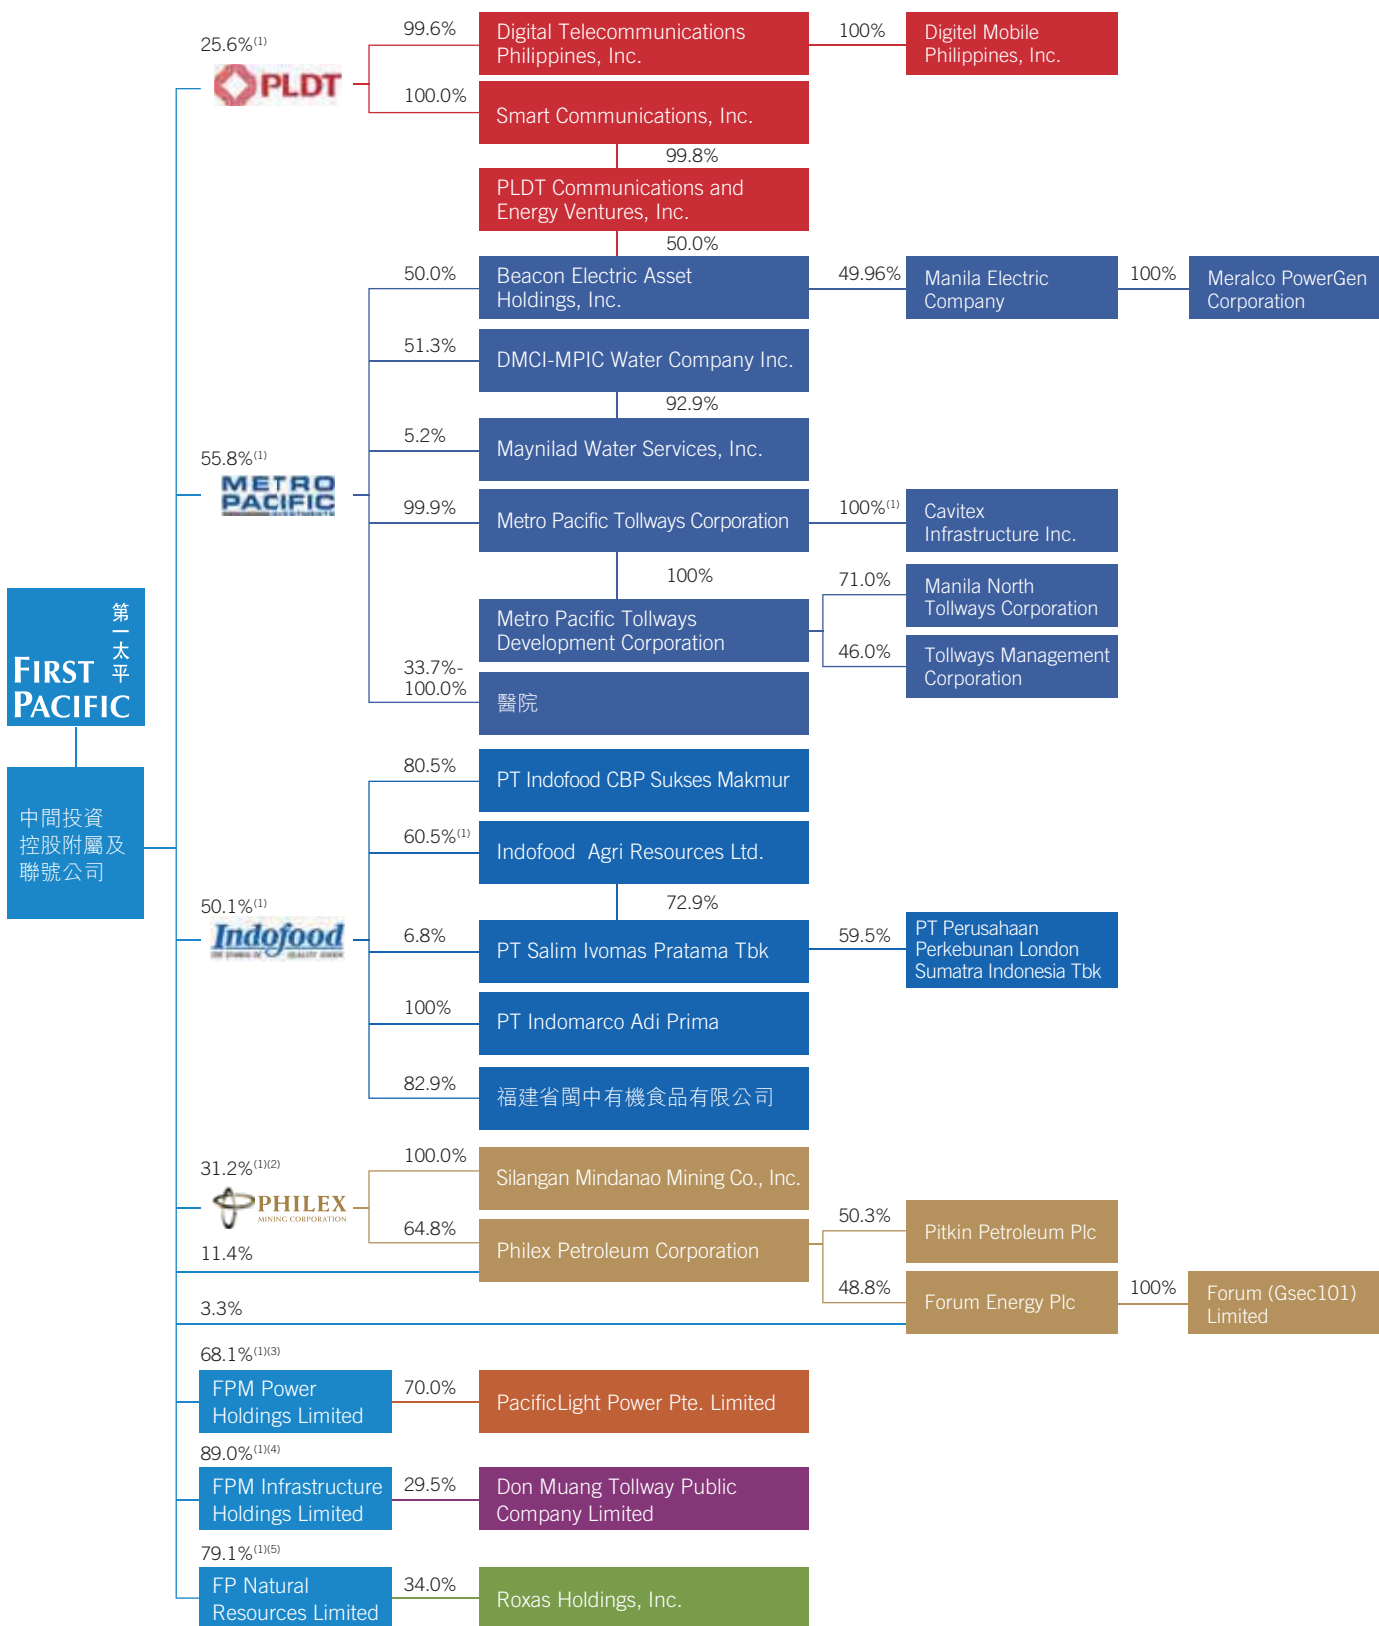 99.6%
Digital Telecommunications
Philippines, Inc.
100%
Digitel Mobile
Philippines, Inc.
25.6%(1)
PLDT
100.0%
Smart Communications, Inc.
99.8%
PLDT Communications and
Energy Ventures, Inc.
50.0%
50.0%
Beacon Electric Asset
Holdings, Inc.
49.96%
Manila Electric
Company
100%
Meralco PowerGen
Corporation
51.3%
DMCI-MPIC Water Company Inc.
92.9%
5.2%
Maynilad Water Services, Inc.
55.8%(1)
METRO
PACIFIC
99.9%
Metro Pacific Tollways Corporation
100%(1)
Cavitex
Infrastructure Inc.
100%
Metro Pacific Tollways
Development Corporation
71.0%
Manila North
Tollways Corporation
46.0%
Tollways Management
Corporation
33.7%-
100.0%
醫院
第一太平
FIRST
PACIFIC
中間投資
控股附屬及
聯號公司
80.5%
PT Indofood CBP Sukses Makmur
60.5%(1)
Indofood Agri Resources Ltd.
72.9%
50.1%(1)
Indofood
6.8%
PT Salim Ivomas Pratama Tbk
59.5%
PT Perusahaan
Perkebunan London
Sumatra Indonesia Tbk
100%
PT Indomarco Adi Prima
82.9%
福建省閩中有機食品有限公司
31.2%(1)(2)
PHILEX
MINING CORPORATION
100.0%
Silangan Mindanao Mining Co., Inc.
64.8%
Philex Petroleum Corporation
50.3%
Pitkin Petroleum Plc
11.4%
48.8%
Forum Energy Plc
100%
Forum (Gsec101)
Limited
3.3%
68.1%(1)(3)
FPM Power
Holdings Limited
70.0%
PacificLight Power Pte. Limited
89.0%(1)(4)
FPM Infrastructure
Holdings Limited
29.5%
Don Muang Tollway Public
Company Limited
79.1%(1)(5)
FP Natural
Resources Limited
34.0%
Roxas Holdings, Inc.